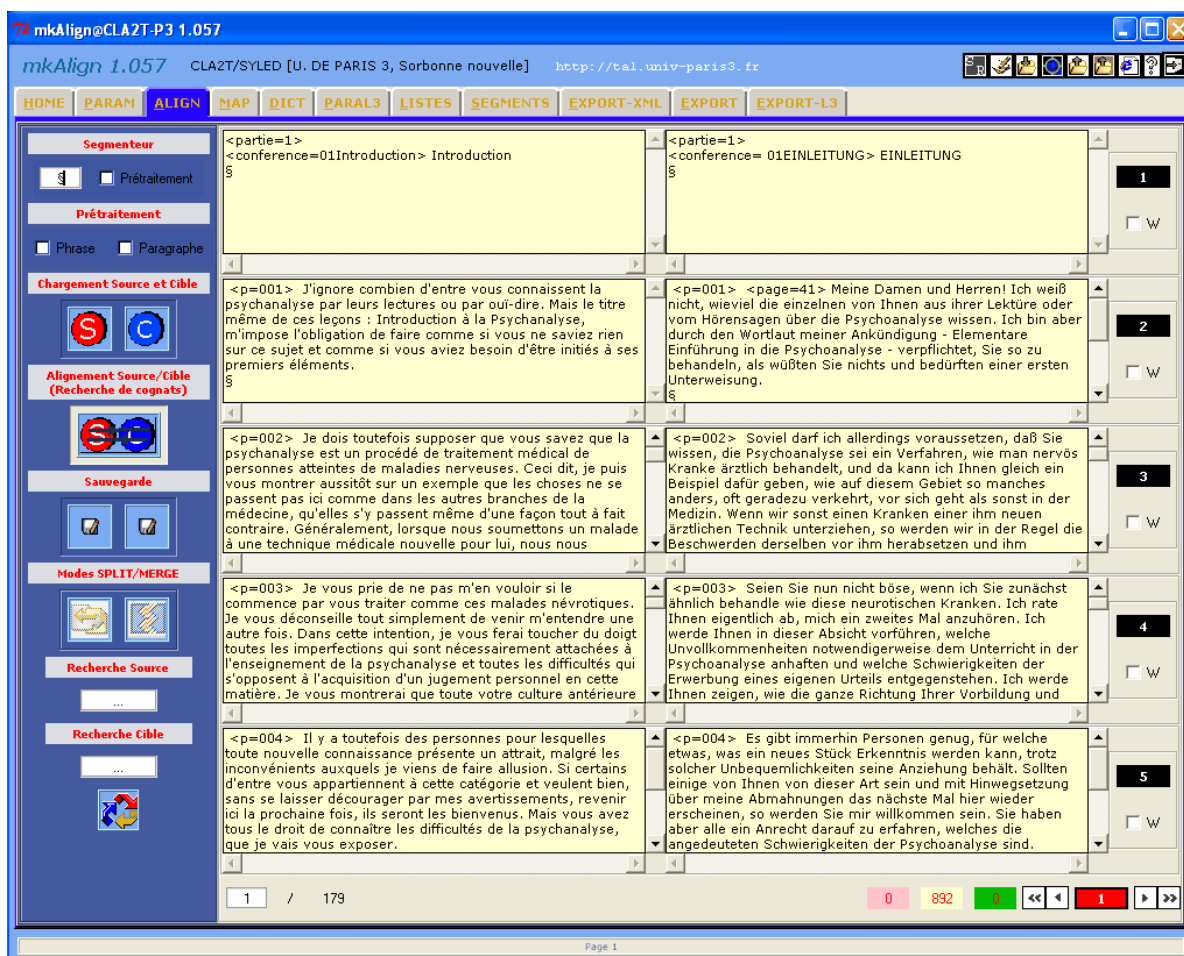 mkAlign@CLA2T-P3 1.057
mkAlign 1.057 CLA2T/SYLED [U. DE PARIS 3, Sorbonne nouvelle] http://tal.univ-paris3.fr
HOME PARAM ALIGN MAP DICT PARAL3 LISTES SEGMENTS EXPORT-XML EXPORT EXPORT-L3
Segmenteur
§ Prétraitement
Prétraitement
Phrase Paragraphe
Chargement Source et Cible
S C
Alignement Source/Cible
(Recherche de cognats)
S C
Sauvegarde
Modes SPLIT/MERGE
Recherche Source
...
Recherche Cible
...
<partie=1>
<conference=01Introduction> Introduction
§
<partie=1>
<conference= 01EINLEITUNG> EINLEITUNG
§
1
W
<p=001> J'ignore combien d'entre vous connaissent la
psychanalyse par leurs lectures ou par ouï-dire. Mais le titre
même de ces leçons : Introduction à la Psychanalyse,
m'impose l'obligation de faire comme si vous ne saviez rien
sur ce sujet et comme si vous aviez besoin d'être initiés à ses
premiers éléments.
§
<p=001> <page=41> Meine Damen und Herren! Ich weiß
nicht, wieviel die einzelnen von Ihnen aus ihrer Lektüre oder
vom Hörensagen über die Psychoanalyse wissen. Ich bin aber
durch den Wortlaut meiner Ankündigung - Elementare
Einführung in die Psychoanalyse - verpflichtet, Sie so zu
behandeln, als wüßten Sie nichts und bedürften einer ersten
Unterweisung.
§
2
W
<p=002> Je dois toutefois supposer que vous savez que la
psychanalyse est un procédé de traitement médical de
personnes atteintes de maladies nerveuses. Ceci dit, je puis
vous montrer aussitôt sur un exemple que les choses ne se
passent pas ici comme dans les autres branches de la
médecine, qu'elles s'y passent même d'une façon tout à fait
contraire. Généralement, lorsque nous soumettons un malade
à une technique médicale nouvelle pour lui, nous nous
<p=002> Soviel darf ich allerdings voraussetzen, daß Sie
wissen, die Psychoanalyse sei ein Verfahren, wie man nervös
Kranke ärztlich behandelt, und da kann ich Ihnen gleich ein
Beispiel dafür geben, wie auf diesem Gebiet so manches
anders, oft geradezu verkehrt, vor sich geht als sonst in der
Medizin. Wenn wir sonst einen Kranken einer ihm neuen
ärztlichen Technik unterziehen, so werden wir in der Regel die
Beschwerden derselben vor ihm herabsetzen und ihm
3
W
<p=003> Je vous prie de ne pas m'en vouloir si le
commence par vous traiter comme ces malades névrotiques.
Je vous déconseille tout simplement de venir m'entendre une
autre fois. Dans cette intention, je vous ferai toucher du doigt
toutes les imperfections qui sont nécessairement attachées à
l'enseignement de la psychanalyse et toutes les difficultés qui
s'opposent à l'acquisition d'un jugement personnel en cette
matière. Je vous montrerai que toute votre culture antérieure
<p=003> Seien Sie nun nicht böse, wenn ich Sie zunächst
ähnlich behandle wie diese neurotischen Kranken. Ich rate
Ihnen eigentlich ab, mich ein zweites Mal anzuhören. Ich
werde Ihnen in dieser Absicht vorführen, welche
Unvollkommenheiten notwendigerweise dem Unterricht in der
Psychoanalyse anhaften und welche Schwierigkeiten der
Erwerbung eines eigenen Urteils entgegenstehen. Ich werde
Ihnen zeigen, wie die ganze Richtung Ihrer Vorbildung und
4
W
<p=004> Il y a toutefois des personnes pour lesquelles
toute nouvelle connaissance présente un attrait, malgré les
inconvénients auxquels je viens de faire allusion. Si certains
d'entre vous appartiennent à cette catégorie et veulent bien,
sans se laisser décourager par mes avertissements, revenir
ici la prochaine fois, ils seront les bienvenus. Mais vous avez
tous le droit de connaître les difficultés de la psychanalyse,
que je vais vous exposer.
<p=004> Es gibt immerhin Personen genug, für welche
etwas, was ein neues Stück Erkenntnis werden kann, trotz
solcher Unbequemlichkeiten seine Anziehung behält. Sollten
einige von Ihnen von dieser Art sein und mit Hinwegsetzung
über meine Abmahnungen das nächste Mal hier wieder
erscheinen, so werden Sie mir willkommen sein. Sie haben
aber alle ein Anrecht darauf zu erfahren, welches die
angedeuteten Schwierigkeiten der Psychoanalyse sind.
5
W
1 / 179 0 892 0 1
Page 1